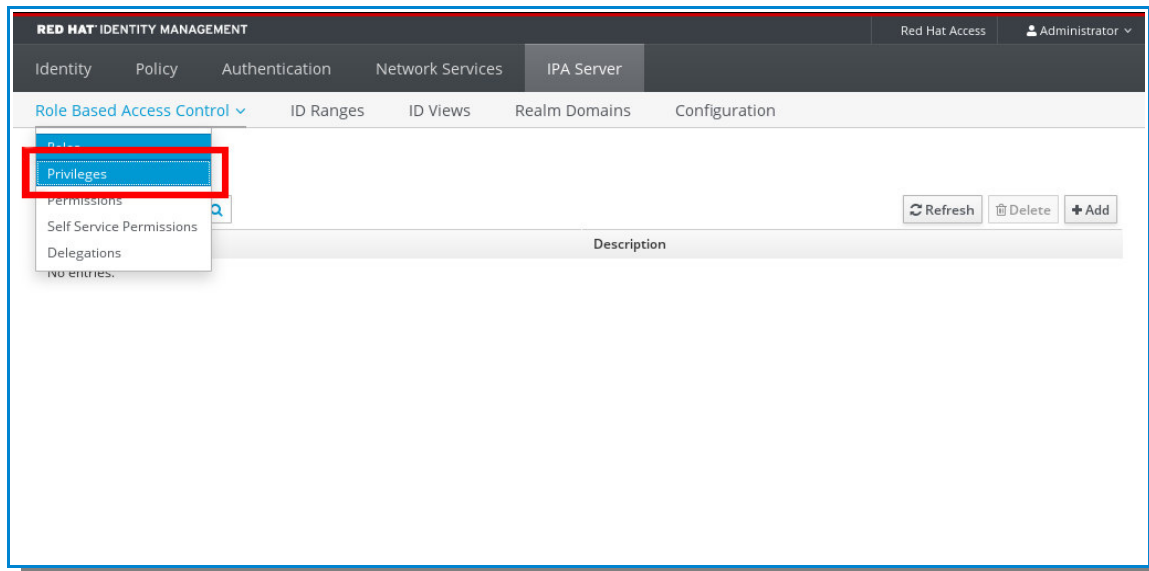 RED HAT IDENTITY MANAGEMENT
Red Hat Access
Administrator
Identity Policy Authentication Network Services IPA Server
Role Based Access Control ID Ranges ID Views Realm Domains Configuration
Roles
Privileges
Permissions
Self Service Permissions
Delegations
Refresh Delete Add
Description
No entries.